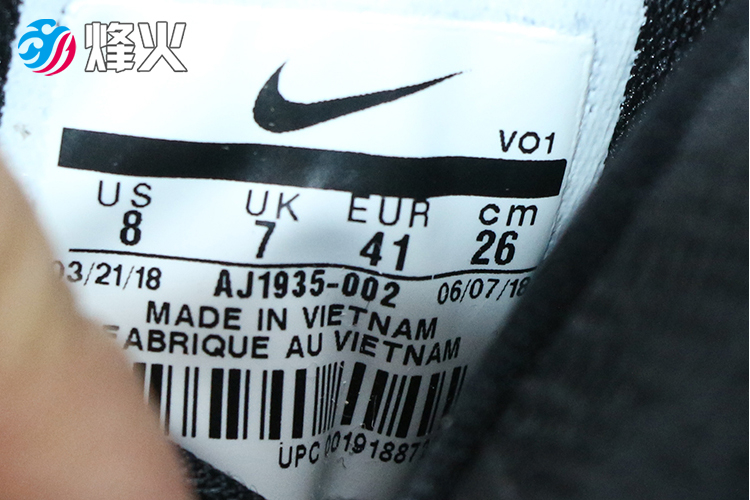 烽火
VO1
US UK EUR cm
8 7 41 26
03/21/18 AJ1935-002 06/07/18
MADE IN VIETNAM
FABRIQUE AU VIETNAM
UPC